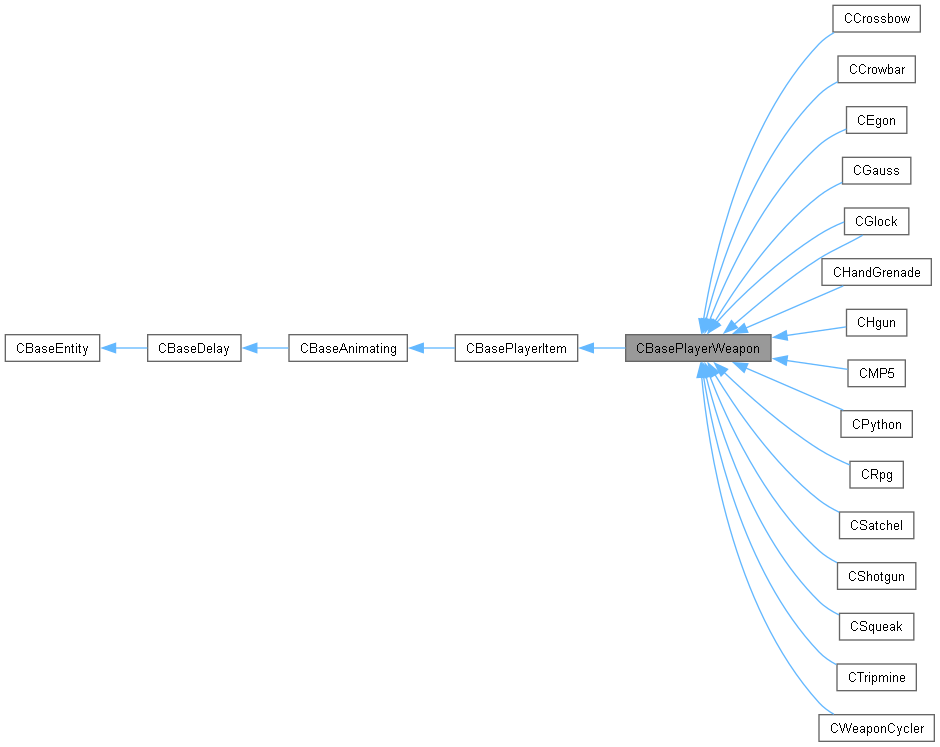 CCrossbow
CCrowbar
CEgon
CGauss
CGlock
CHandGrenade
CHgun
CBaseEntity
CBaseDelay
CBaseAnimating
CBasePlayerItem
CBasePlayerWeapon
CMP5
CPython
CRpg
CSatchel
CShotgun
CSqueak
CTripmine
CWeaponCycler